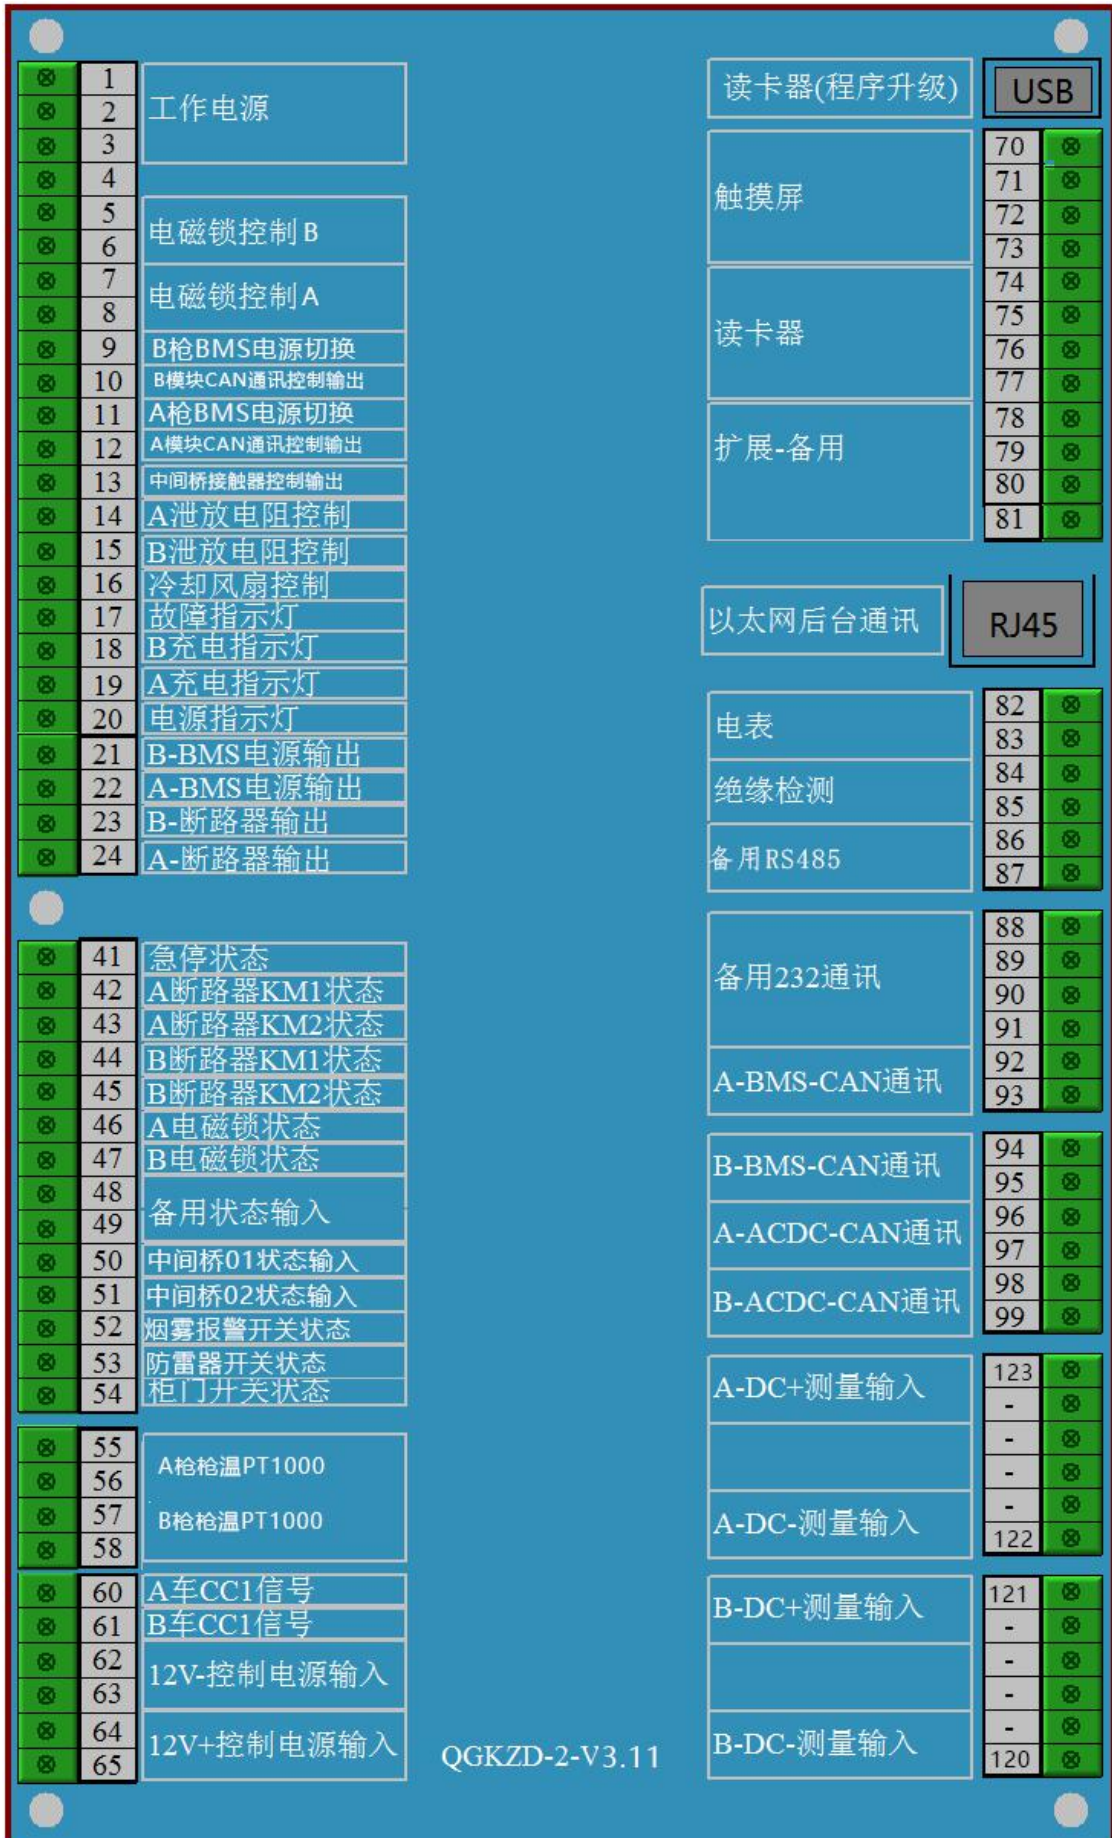 1
2
3
4
工作电源
5
6
电磁锁控制B
7
8
电磁锁控制A
9 B枪BMS电源切换
10 B模块CAN通讯控制输出
11 A枪BMS电源切换
12 A模块CAN通讯控制输出
13 中间桥接触器控制输出
14 A泄放电阻控制
15 B泄放电阻控制
16 冷却风扇控制
17 故障指示灯
18 B充电指示灯
19 A充电指示灯
20 电源指示灯
21 B-BMS电源输出
22 A-BMS电源输出
23 B-断路器输出
24 A-断路器输出
41 急停状态
42 A断路器KM1状态
43 A断路器KM2状态
44 B断路器KM1状态
45 B断路器KM2状态
46 A电磁锁状态
47 B电磁锁状态
48
49
备用状态输入
50 中间桥01状态输入
51 中间桥02状态输入
52 烟雾报警开关状态
53 防雷器开关状态
54 柜门开关状态
55
56
A枪枪温PT1000
57
58
B枪枪温PT1000
60 A车CC1信号
61 B车CC1信号
62
63
12V-控制电源输入
64
65
12V+控制电源输入
QGKZD-2-V3.11
读卡器(程序升级) USB
触摸屏
70
71
72
73
读卡器
74
75
76
77
扩展-备用
78
79
80
81
以太网后台通讯 RJ45
电表
82
83
绝缘检测
84
85
备用RS485
86
87
备用232通讯
88
89
90
91
A-BMS-CAN通讯
92
93
B-BMS-CAN通讯
94
95
A-ACDC-CAN通讯
96
97
B-ACDC-CAN通讯
98
99
A-DC+测量输入 123
-
-
-
-
A-DC-测量输入 122
B-DC+测量输入 121
-
-
-
-
B-DC-测量输入 120